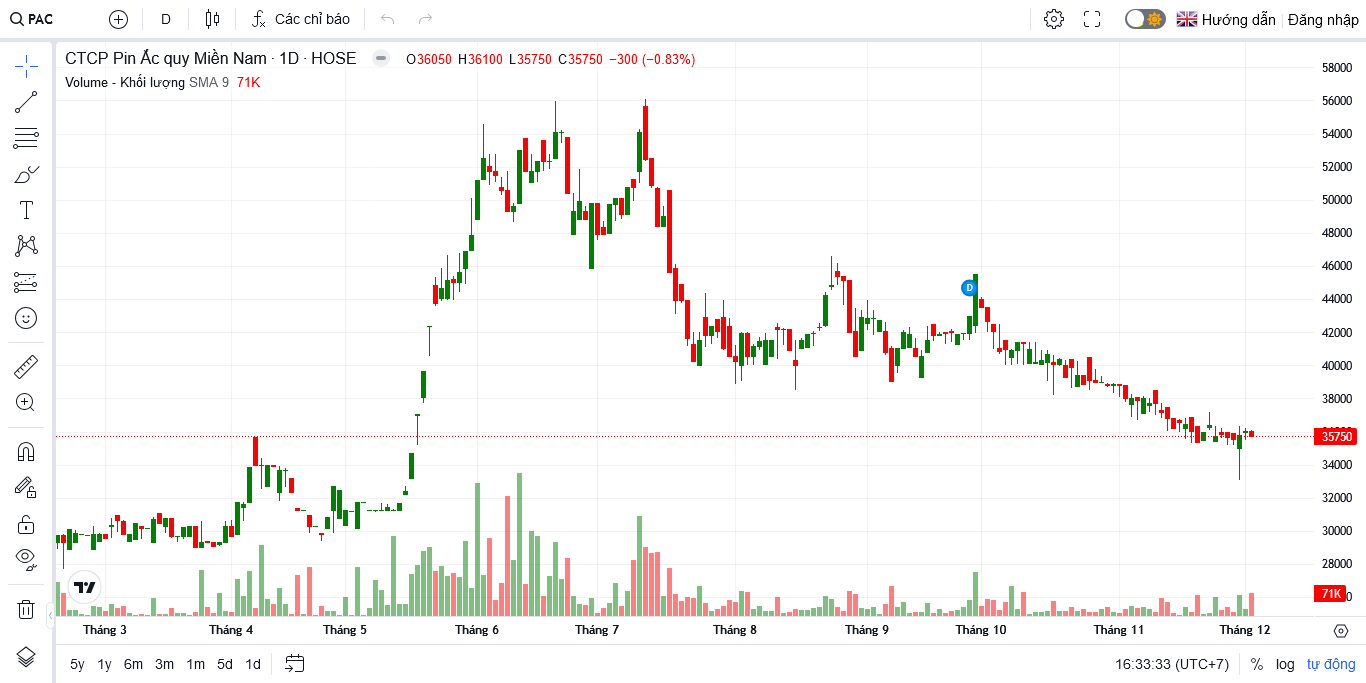 PAC D Các chỉ báo Hướng dẫn Đăng nhập
CTCP Pin Ắc quy Miền Nam · 1D · HOSE O36050 H36100 L35750 C35750 −300 (−0.83%)
Volume - Khối lượng SMA 9 71K
58000
56000
54000
52000
50000
48000
46000
44000
42000
40000
38000
35750
34000
32000
30000
28000
71K
D
Tháng 3 Tháng 4 Tháng 5 Tháng 6 Tháng 7 Tháng 8 Tháng 9 Tháng 10 Tháng 11 Tháng 12
5y 1y 6m 3m 1m 5d 1d 16:33:33 (UTC+7) % log tự động